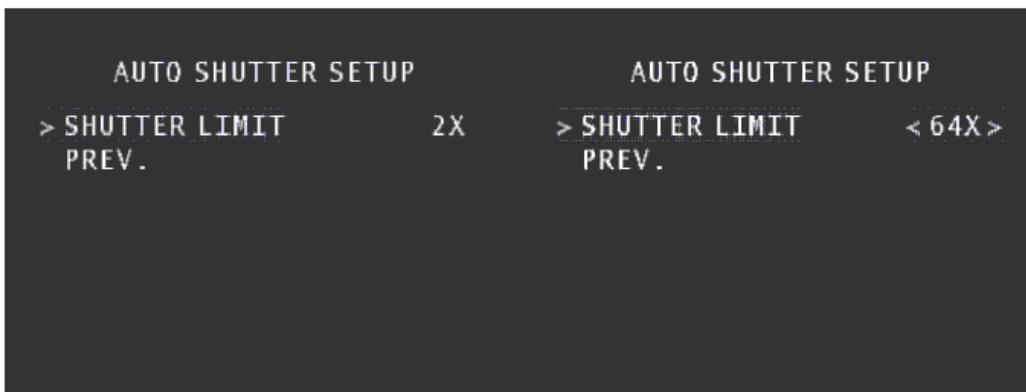 AUTO SHUTTER SETUP
> SHUTTER LIMIT 2X
PREV.
AUTO SHUTTER SETUP
> SHUTTER LIMIT < 64X >
PREV.